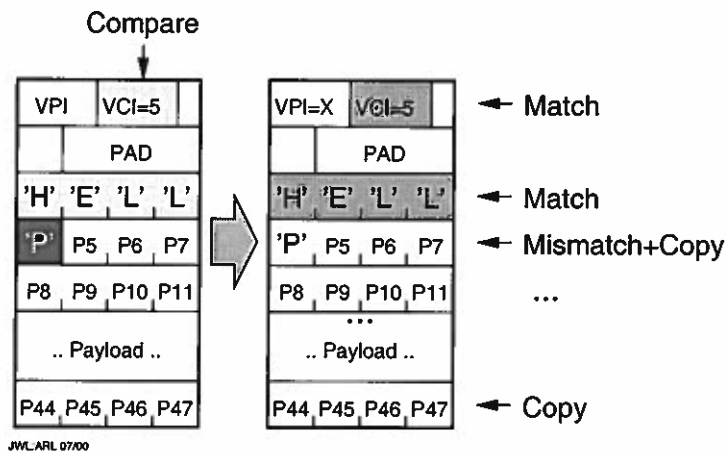 Compare
VPI VCI=5 VPI=X VCI=5 Match
PAD PAD
'H' 'E' 'L' 'L' 'H' 'E' 'L' 'L' Match
'P' P5 P6 P7 'P' P5 P6 P7 Mismatch+Copy
P8 P9 P10 P11 P8 P9 P10 P11 ...
...
.. Payload .. .. Payload ..
P44 P45 P46 P47 P44 P45 P46 P47 Copy
JWL:ARL 07/00